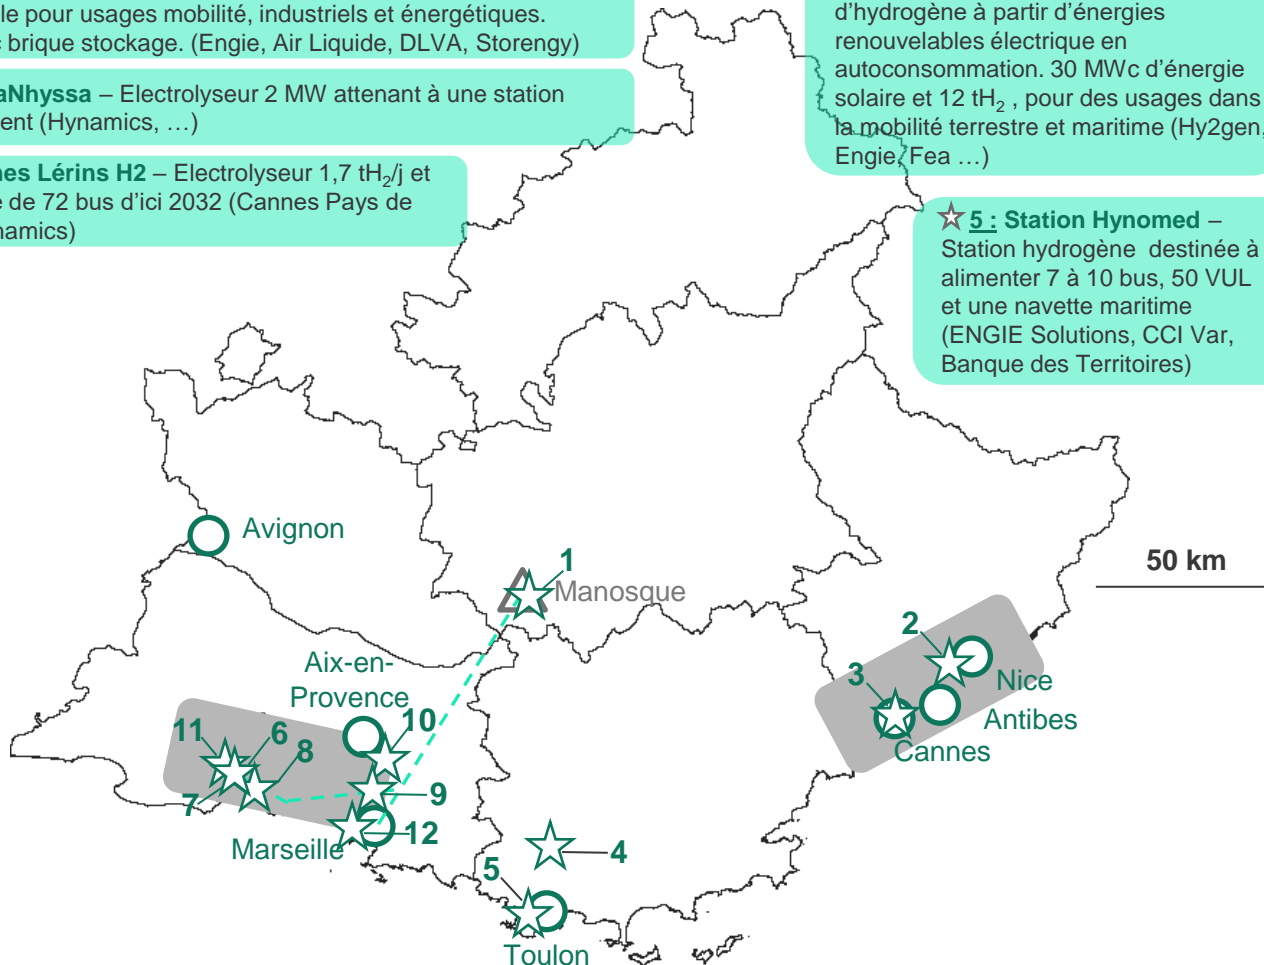 le pour usages mobilité, industriels et énergétiques.
brique stockage. (Engie, Air Liquide, DLVA, Storengy)
aNhyssa – Electrolyseur 2 MW attenant à une station
ent (Hynamics, …)
nes Lérins H2 – Electrolyseur 1,7 tH₂/j et
e de 72 bus d’ici 2032 (Cannes Pays de
namics)
d’hydrogène à partir d’énergies
renouvelables électrique en
autoconsommation. 30 MWc d’énergie
solaire et 12 tH₂ , pour des usages dans
la mobilité terrestre et maritime (Hy2gen,
Engie, Fea …)
5 : Station Hynomed –
Station hydrogène destinée à
alimenter 7 à 10 bus, 50 VUL
et une navette maritime
(ENGIE Solutions, CCI Var,
Banque des Territoires)
Avignon
1
Manosque
50 km
2
3
Nice
Antibes
Cannes
Aix-en-
Provence
10
11
6
8
7
9
12
Marseille
4
5
Toulon